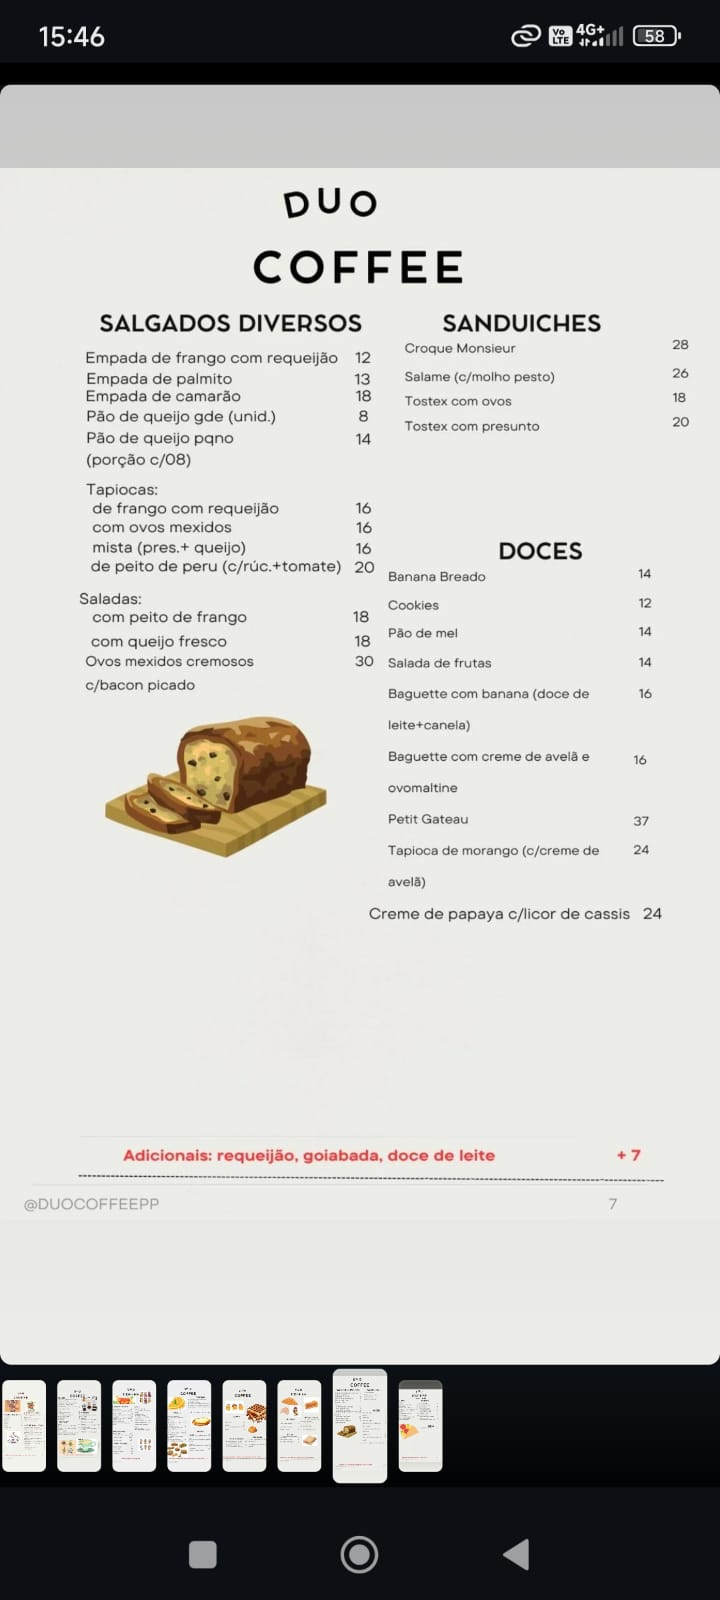 15:46
Vo LTE 4G+ 58
DUO
COFFEE
SALGADOS DIVERSOS
Empada de frango com requeijão 12
Empada de palmito 13
Empada de camarão 18
Pão de queijo gde (unid.) 8
Pão de queijo pqno 14
(porção c/08)
Tapiocas:
de frango com requeijão 16
com ovos mexidos 16
mista (pres.+ queijo) 16
de peito de peru (c/rúc.+tomate) 20
Saladas:
com peito de frango 18
com queijo fresco 18
Ovos mexidos cremosos 30
c/bacon picado
SANDUICHES
Croque Monsieur 28
Salame (c/molho pesto) 26
Tostex com ovos 18
Tostex com presunto 20
DOCES
Banana Breado 14
Cookies 12
Pão de mel 14
Salada de frutas 14
Baguette com banana (doce de 16
leite+canela)
Baguette com creme de avelã e 16
ovomaltine
Petit Gateau 37
Tapioca de morango (c/creme de 24
avelã)
Creme de papaya c/licor de cassis 24
Adicionais: requeijão, goiabada, doce de leite + 7
@DUOCOFFEEPP 7